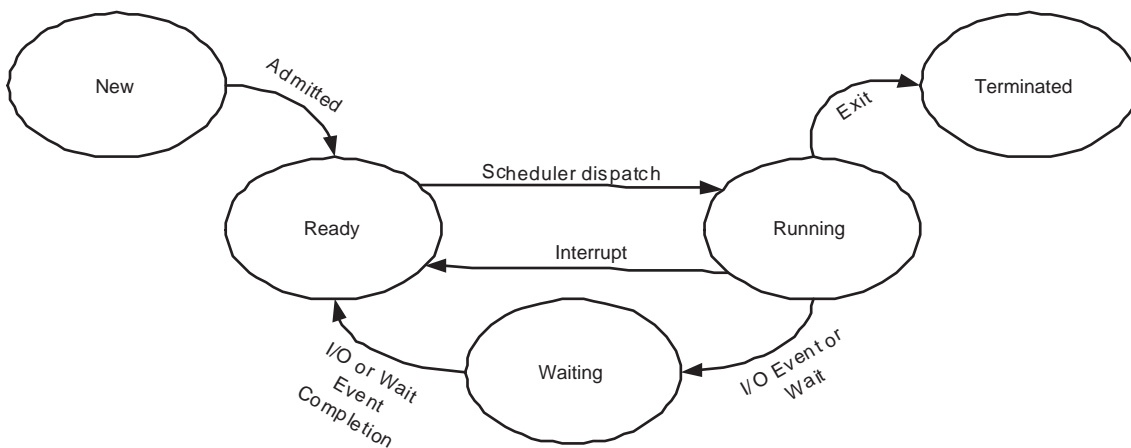 New
Admitted
Ready
Scheduler dispatch
Interrupt
Running
Exit
Terminated
I/O Event or
Wait
Waiting
I/O or Wait
Event
Completion